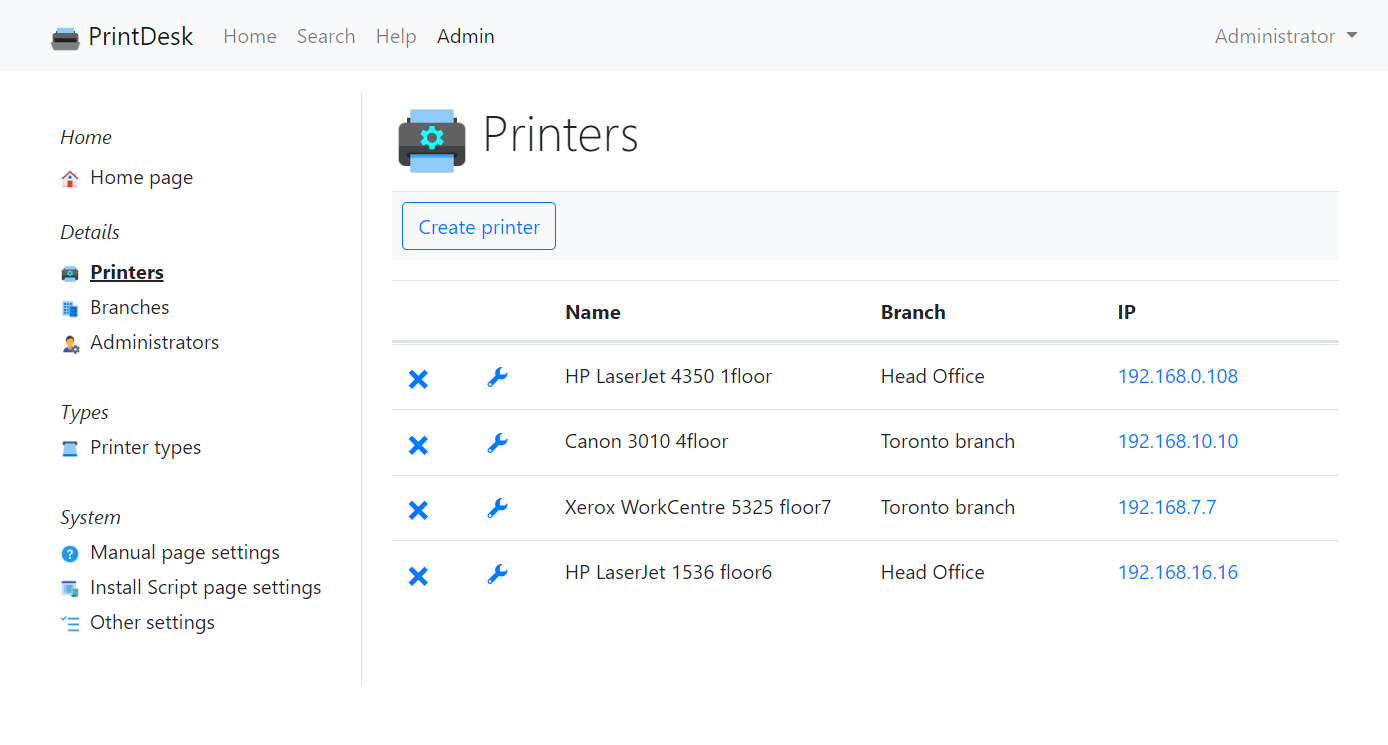 PrintDesk Home Search Help Admin Administrator
Home
Home page
Details
Printers
Branches
Administrators
Types
Printer types
System
Manual page settings
Install Script page settings
Other settings
Printers
Create printer
Name Branch IP
HP LaserJet 4350 1floor Head Office 192.168.0.108
Canon 3010 4floor Toronto branch 192.168.10.10
Xerox WorkCentre 5325 floor7 Toronto branch 192.168.7.7
HP LaserJet 1536 floor6 Head Office 192.168.16.16